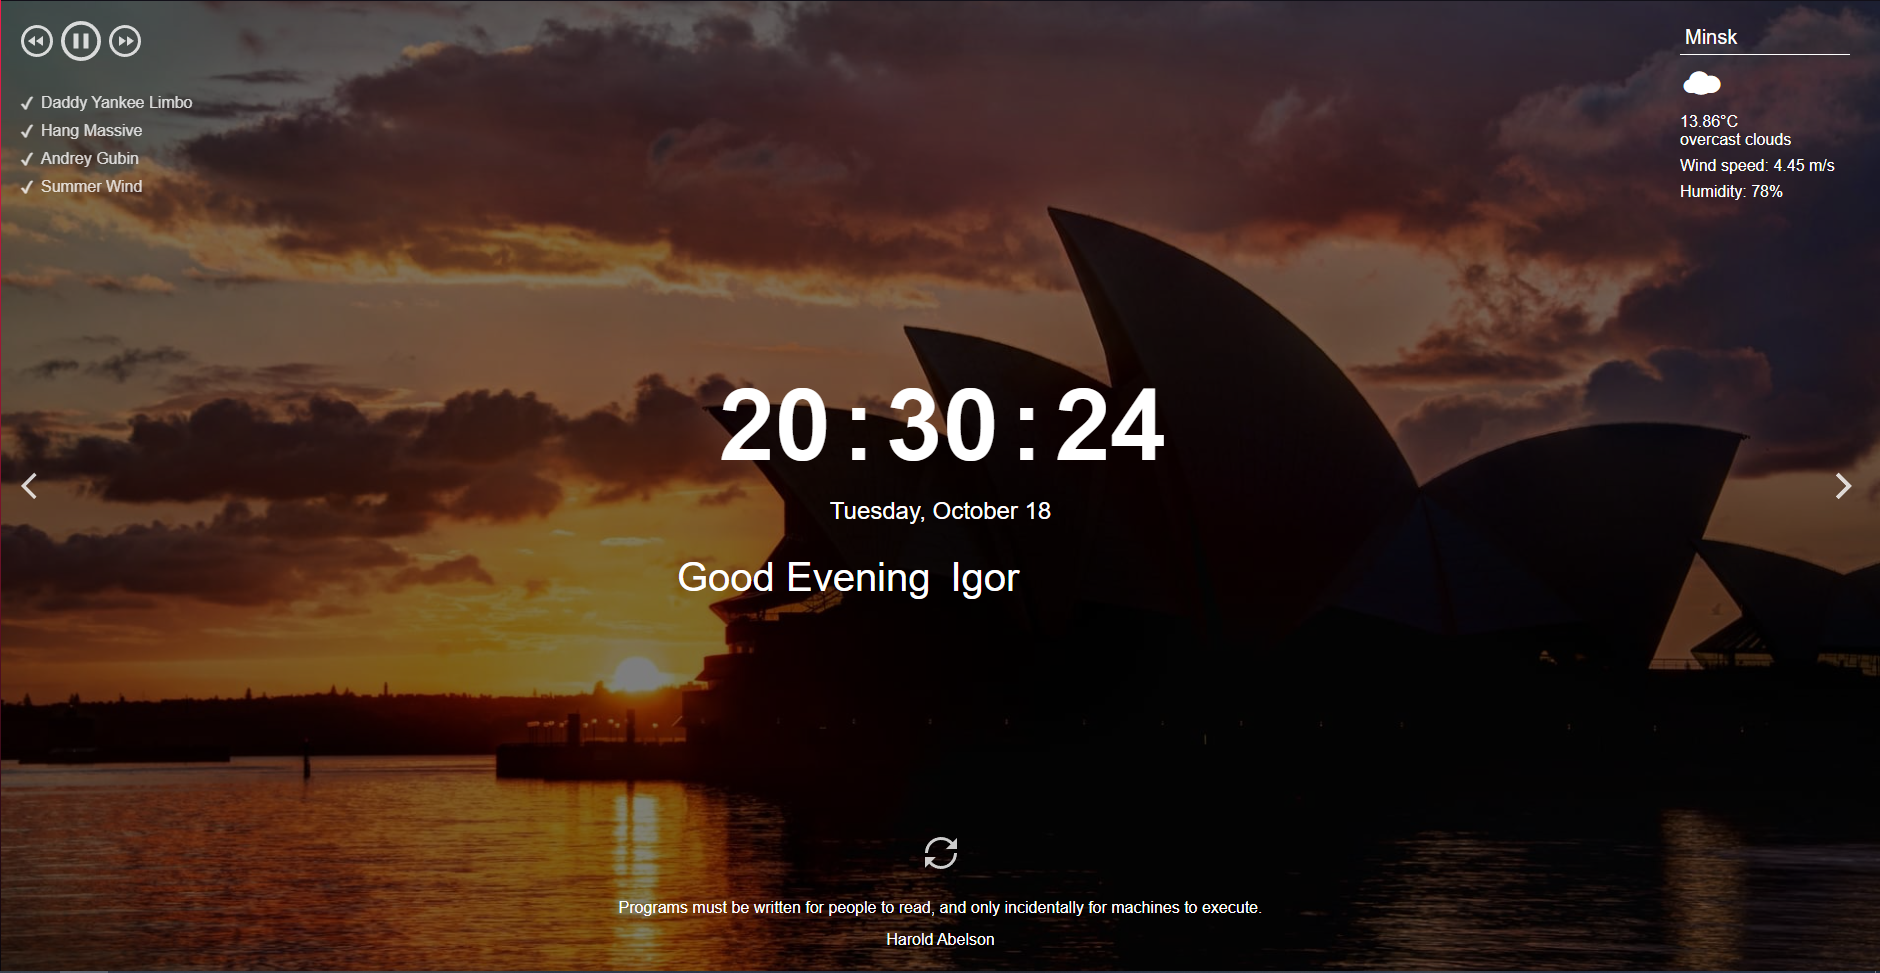 Daddy Yankee Limbo
Hang Massive
Andrey Gubin
Summer Wind
Minsk
13.86°C
overcast clouds
Wind speed: 4.45 m/s
Humidity: 78%
20:30:24
Tuesday, October 18
Good Evening Igor
Programs must be written for people to read, and only incidentally for machines to execute.
Harold Abelson